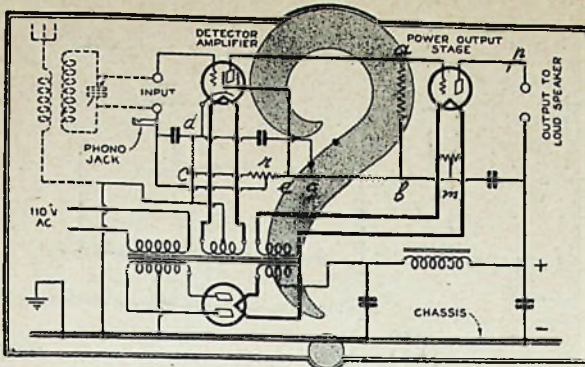 DETECTOR
AMPLIFIER
POWER OUTPUT
STAGE
a
p
INPUT
OUTPUT TO
LOUD SPEAKER
d
PHONO
JACK
C
r
e
g
b
m
110 V
AC
+
-
CHASSIS